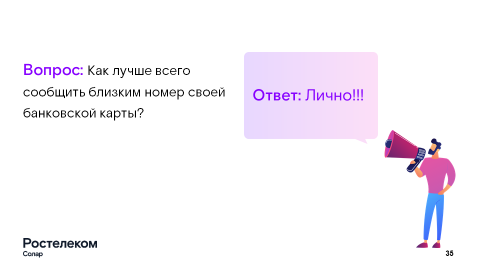 Вопрос: Как лучше всего
сообщить близким номер своей
банковской карты?
Ответ: Лично!!!
Ростелеком
Солар
35